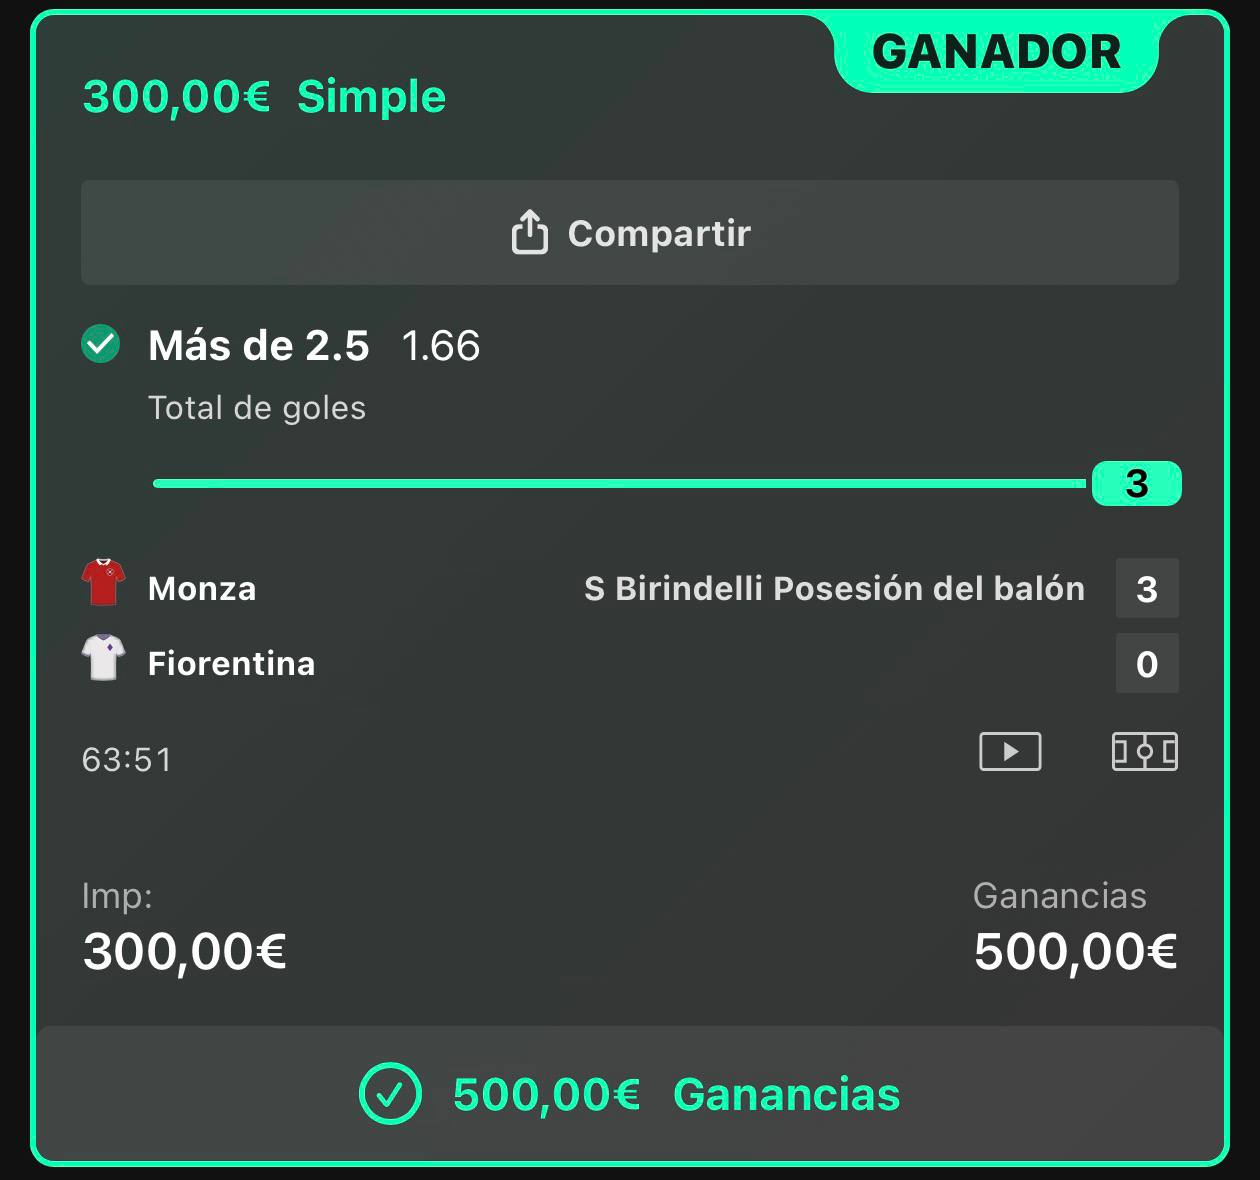 GANADOR
300,00€ Simple
Compartir
Más de 2.5 1.66
Total de goles
3
Monza S Birindelli Posesión del balón 3
Fiorentina 0
63:51
Imp: Ganancias
300,00€ 500,00€
500,00€ Ganancias